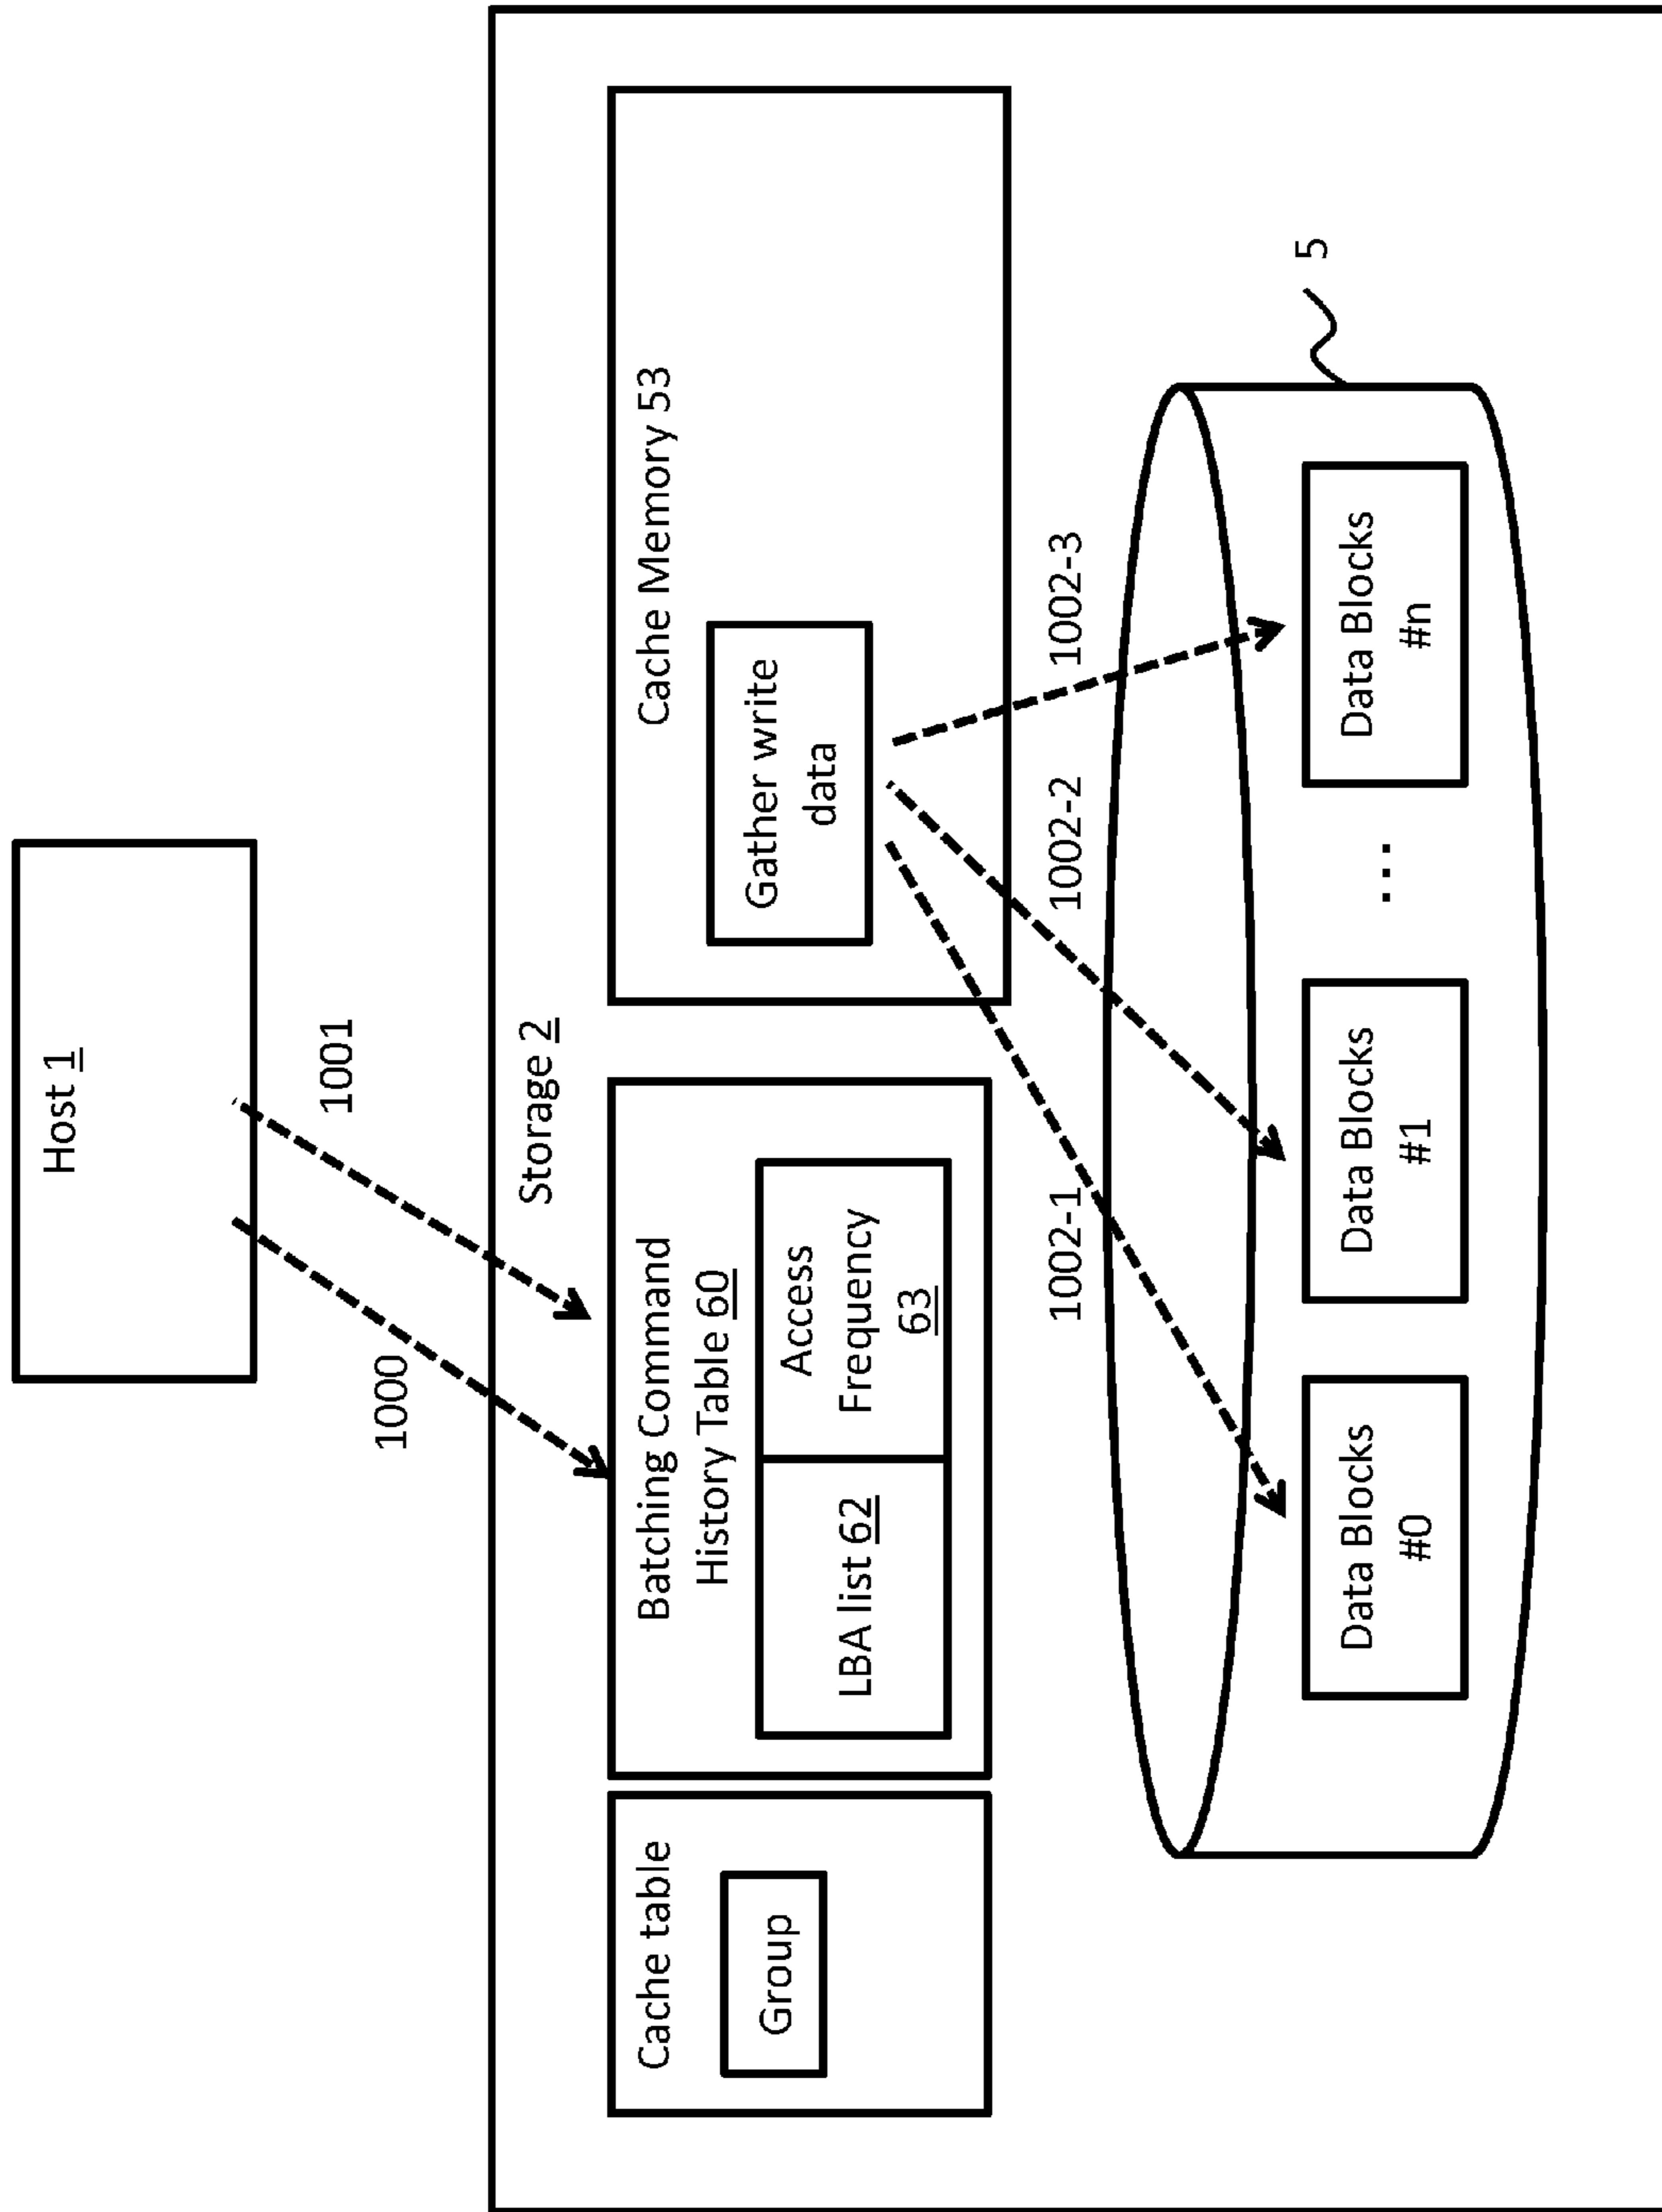 Host 1
1000
1001
Storage 2
Cache table
Group
Batching Command
History Table 60
LBA list 62
Access
Frequency
63
Cache Memory 53
Gather write
data
1002-1
1002-2
1002-3
5
Data Blocks
#0
Data Blocks
#1
...
Data Blocks
#n